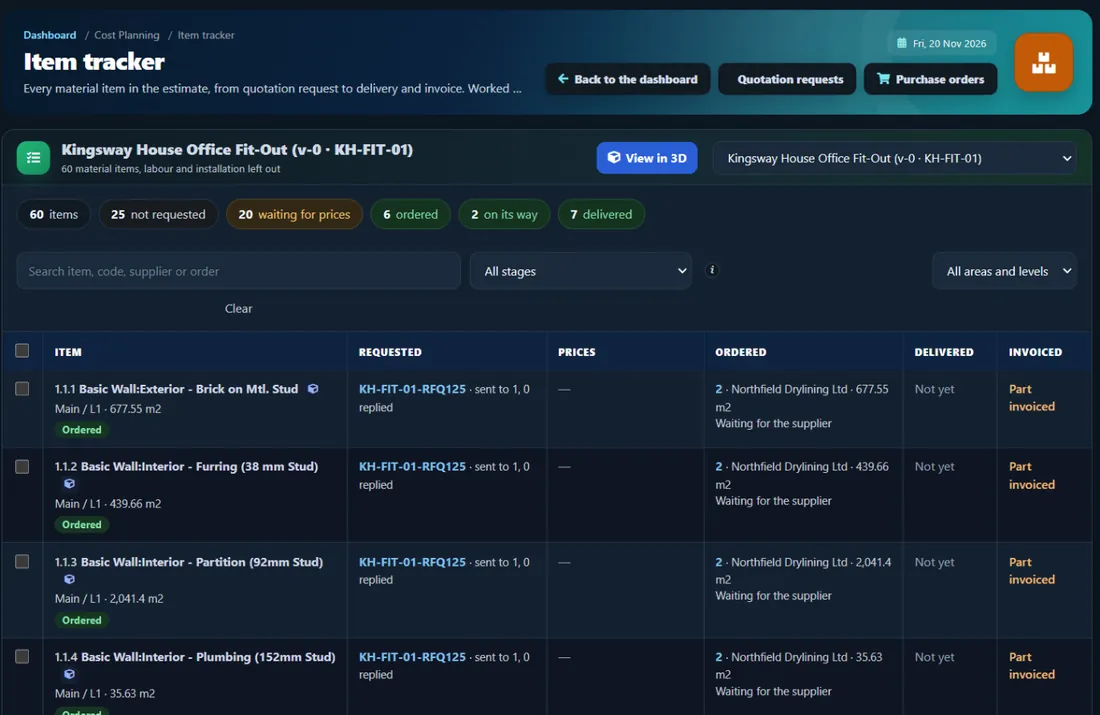 Dashboard / Cost Planning / Item tracker
Item tracker
Every material item in the estimate, from quotation request to delivery and invoice. Worked ...
Fri, 20 Nov 2026
Back to the dashboard
Quotation requests
Purchase orders
Kingsway House Office Fit-Out (v-0 · KH-FIT-01)
60 material items, labour and installation left out
View in 3D
Kingsway House Office Fit-Out (v-0 · KH-FIT-01)
60 items
25 not requested
20 waiting for prices
6 ordered
2 on its way
7 delivered
Search item, code, supplier or order
All stages
i
All areas and levels
Clear
ITEM REQUESTED PRICES ORDERED DELIVERED INVOICED
1.1.1 Basic Wall:Exterior - Brick on Mtl. Stud
Main / L1 · 677.55 m2
Ordered
KH-FIT-01-RFQ125 · sent to 1, 0
replied
—
2 · Northfield Drylining Ltd · 677.55
m2
Waiting for the supplier
Not yet
Part
invoiced
1.1.2 Basic Wall:Interior - Furring (38 mm Stud)
Main / L1 · 439.66 m2
Ordered
KH-FIT-01-RFQ125 · sent to 1, 0
replied
—
2 · Northfield Drylining Ltd · 439.66
m2
Waiting for the supplier
Not yet
Part
invoiced
1.1.3 Basic Wall:Interior - Partition (92mm Stud)
Main / L1 · 2,041.4 m2
Ordered
KH-FIT-01-RFQ125 · sent to 1, 0
replied
—
2 · Northfield Drylining Ltd · 2,041.4
m2
Waiting for the supplier
Not yet
Part
invoiced
1.1.4 Basic Wall:Interior - Plumbing (152mm Stud)
Main / L1 · 35.63 m2
Ordered
KH-FIT-01-RFQ125 · sent to 1, 0
replied
—
2 · Northfield Drylining Ltd · 35.63
m2
Waiting for the supplier
Not yet
Part
invoiced